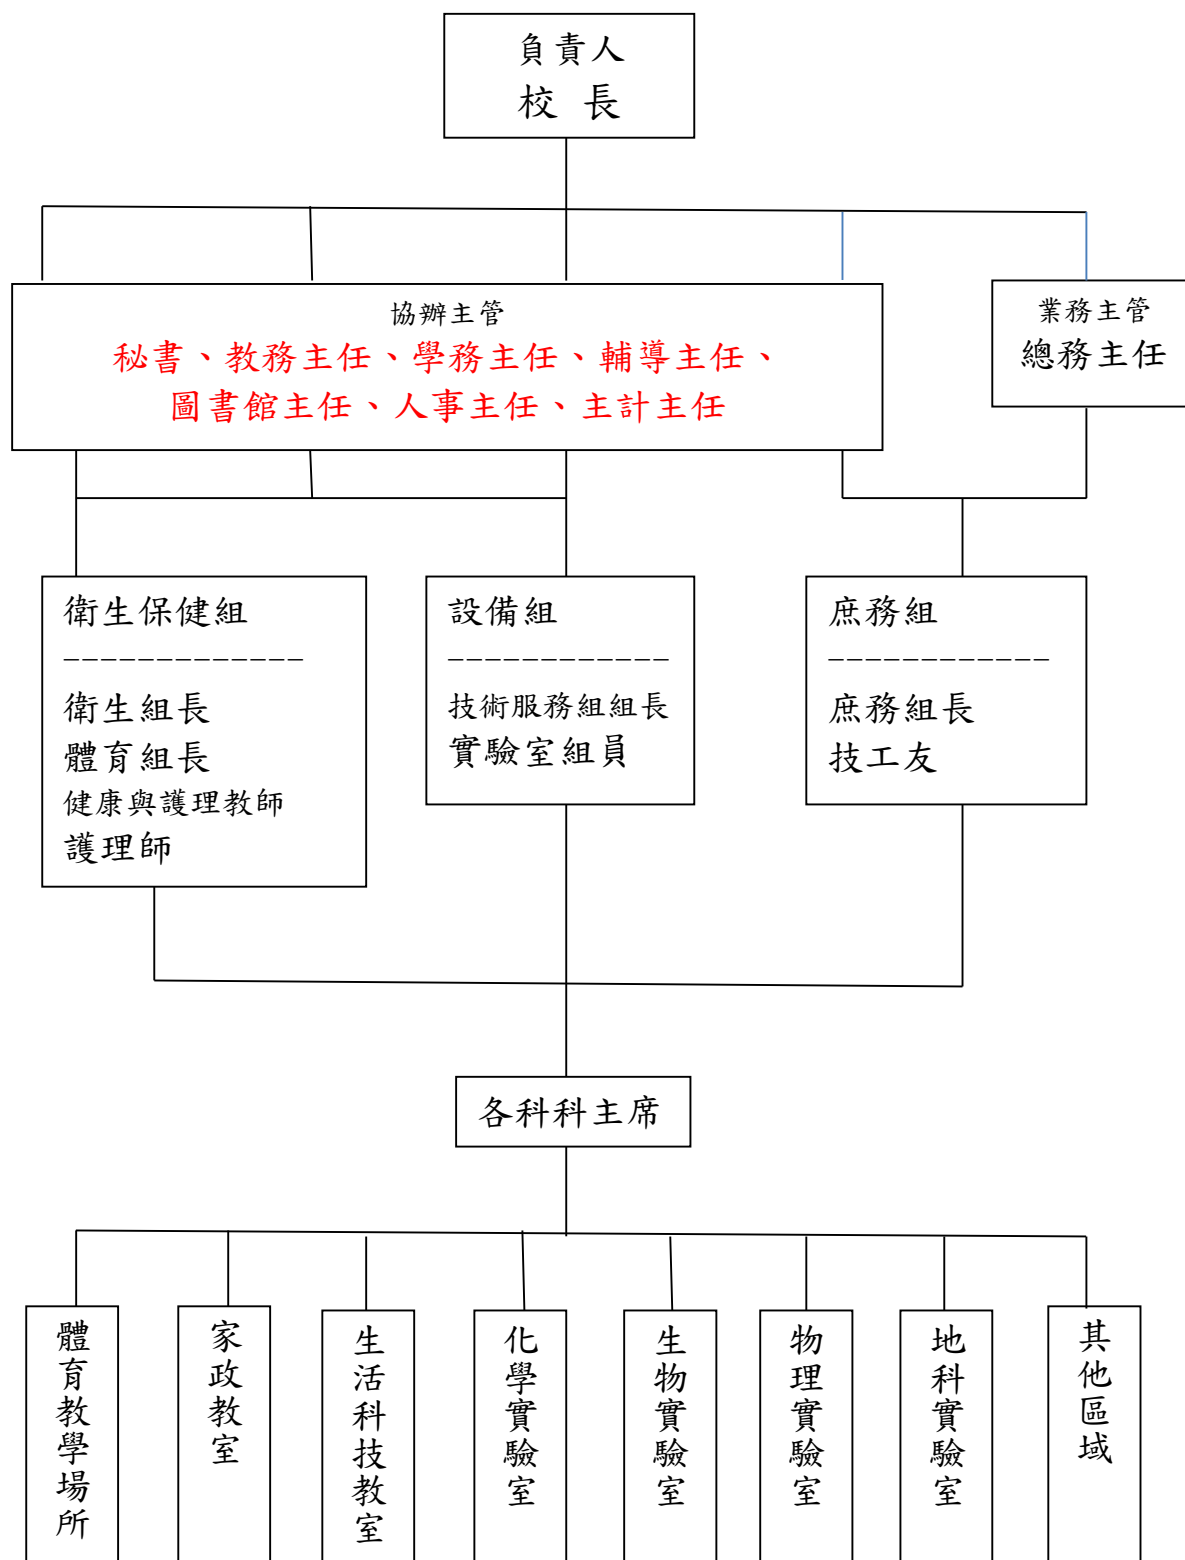 負責人
校 長
協辦主管
秘書、教務主任、學務主任、輔導主任、
圖書館主任、人事主任、主計主任
業務主管
總務主任
衛生保健組
－－－－－－－－－－－－－
衛生組長
體育組長
健康與護理教師
護理師
設備組
－－－－－－－－－－－－
技術服務組組長
實驗室組員
庶務組
－－－－－－－－－－－－
庶務組長
技工友
各科科主席
體育教學場所
家政教室
生活科技教室
化學實驗室
生物實驗室
物理實驗室
地科實驗室
其他區域